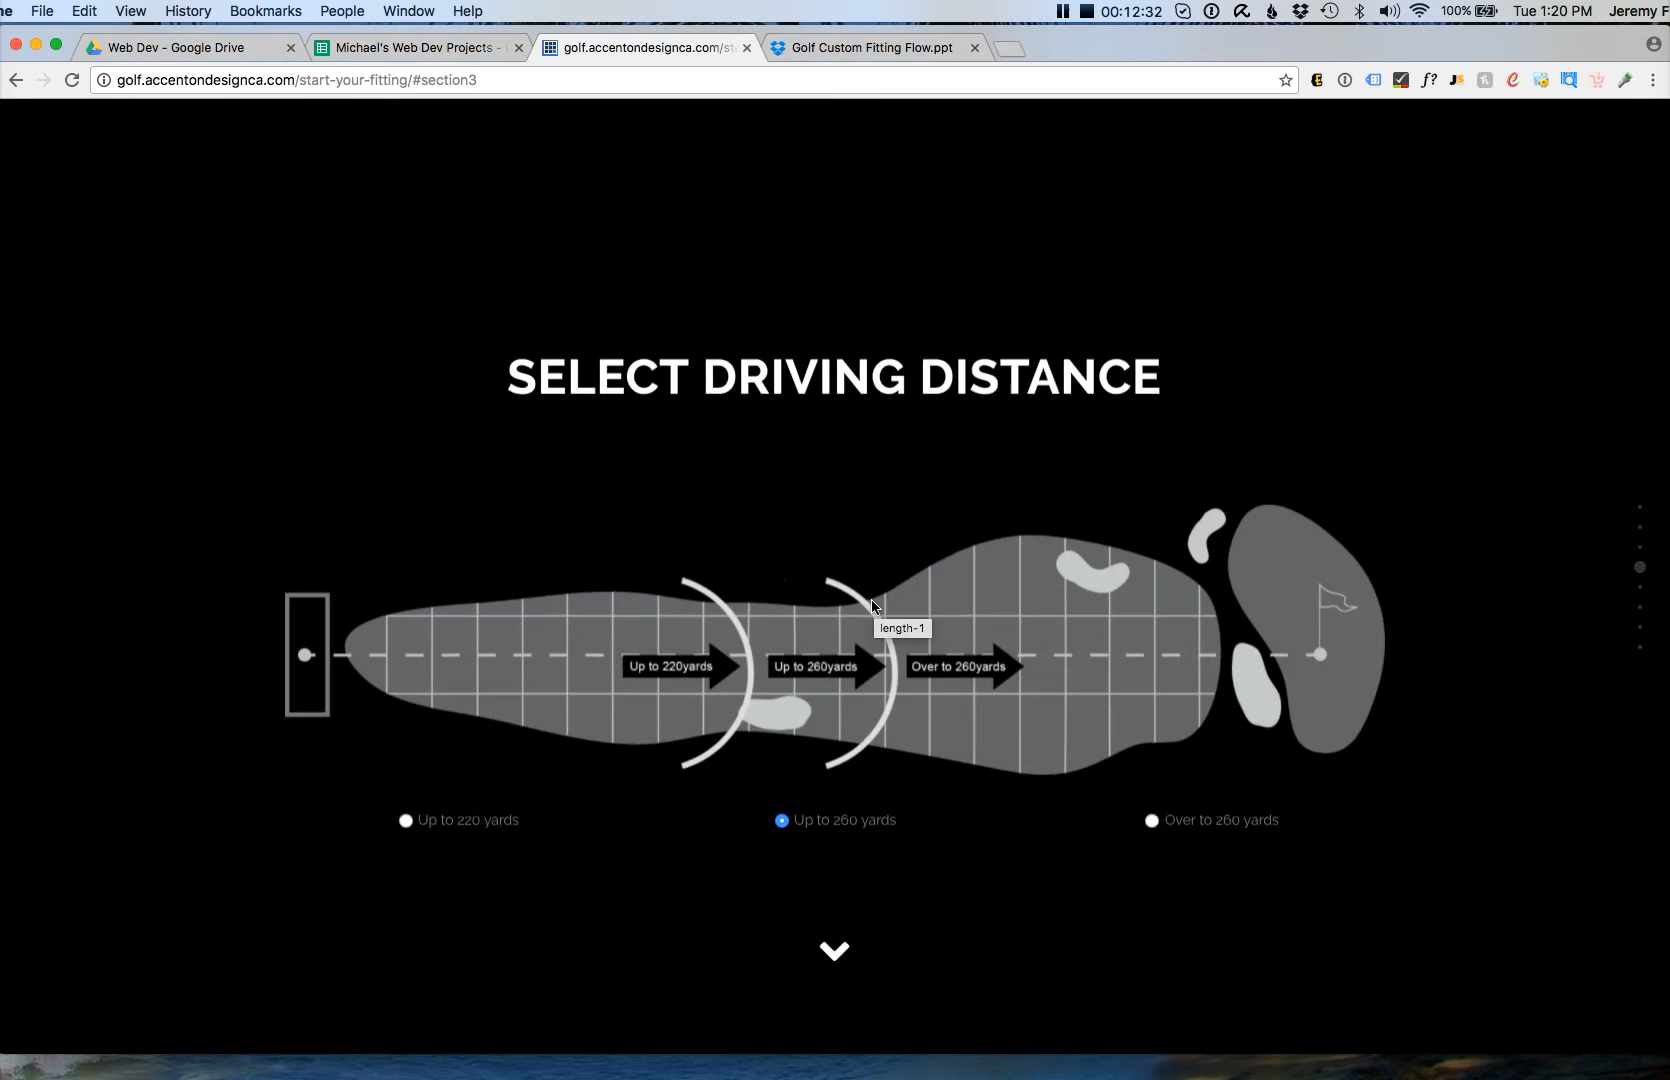 ne File Edit View History Bookmarks People Window Help 00:12:32 100% Tue 1:20 PM Jeremy F
Web Dev - Google Drive Michael's Web Dev Projects - golf.accentondesignca.com/st Golf Custom Fitting Flow.ppt
golf.accentondesignca.com/start-your-fitting/#section3 f? JS
SELECT DRIVING DISTANCE
length-1
Up to 220yards Up to 260yards Over to 260yards
Up to 220 yards Up to 260 yards Over to 260 yards